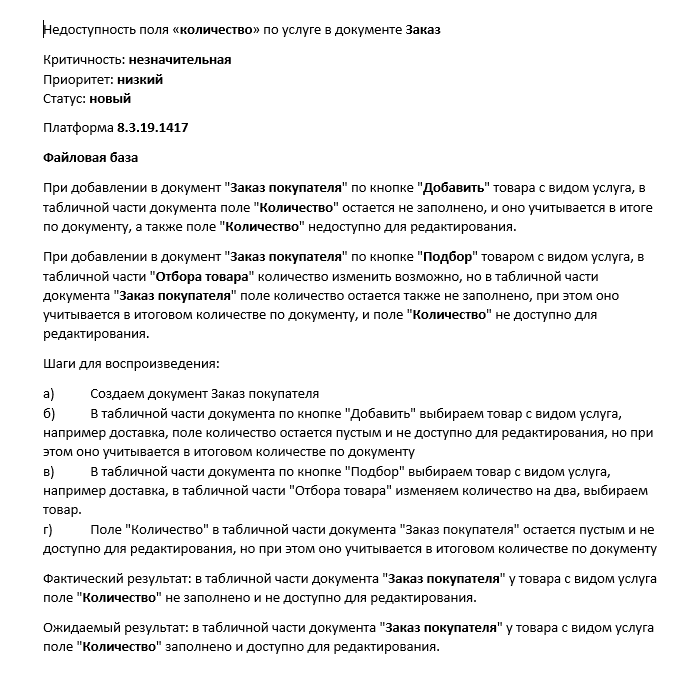 Недоступность поля «количество» по услуге в документе Заказ
Критичность: незначительная
Приоритет: низкий
Статус: новый
Платформа 8.3.19.1417
Файловая база
При добавлении в документ "Заказ покупателя" по кнопке "Добавить" товара с видом услуга, в
табличной части документа поле "Количество" остается не заполнено, и оно учитывается в итоге
по документу, а также поле "Количество" недоступно для редактирования.
При добавлении в документ "Заказ покупателя" по кнопке "Подбор" товаром с видом услуга, в
табличной части "Отбора товара" количество изменить возможно, но в табличной части
документа "Заказ покупателя" поле количество остается также не заполнено, при этом оно
учитывается в итоговом количестве по документу, и поле "Количество" не доступно для
редактирования.
Шаги для воспроизведения:
а) Создаем документ Заказ покупателя
б) В табличной части документа по кнопке "Добавить" выбираем товар с видом услуга,
например доставка, поле количество остается пустым и не доступно для редактирования, но при
этом оно учитывается в итоговом количестве по документу
в) В табличной части документа по кнопке "Подбор" выбираем товар с видом услуга,
например доставка, в табличной части "Отбора товара" изменяем количество на два, выбираем
товар.
г) Поле "Количество" в табличной части документа "Заказ покупателя" остается пустым и не
доступно для редактирования, но при этом оно учитывается в итоговом количестве по документу
Фактический результат: в табличной части документа "Заказ покупателя" у товара с видом услуга
поле "Количество" не заполнено и не доступно для редактирования.
Ожидаемый результат: в табличной части документа "Заказ покупателя" у товара с видом услуга
поле "Количество" заполнено и доступно для редактирования.